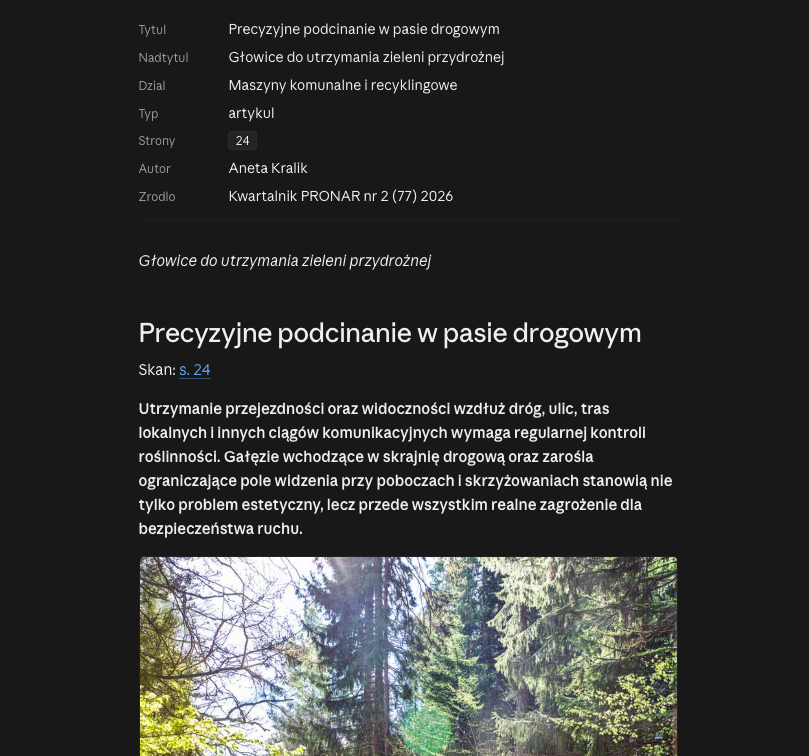 Tytul Precyzyjne podcinanie w pasie drogowym
Nadtytul Głowice do utrzymania zieleni przydrożnej
Dzial Maszyny komunalne i recyklingowe
Typ artykul
Strony 24
Autor Aneta Kralik
Zrodlo Kwartalnik PRONAR nr 2 (77) 2026
Głowice do utrzymania zieleni przydrożnej
Precyzyjne podcinanie w pasie drogowym
Skan: s. 24
Utrzymanie przejezdności oraz widoczności wzdłuż dróg, ulic, tras
lokalnych i innych ciągów komunikacyjnych wymaga regularnej kontroli
roślinności. Gałęzie wchodzące w skrajnię drogową oraz zarośla
ograniczające pole widzenia przy poboczach i skrzyżowaniach stanowią nie
tylko problem estetyczny, lecz przede wszystkim realne zagrożenie dla
bezpieczeństwa ruchu.